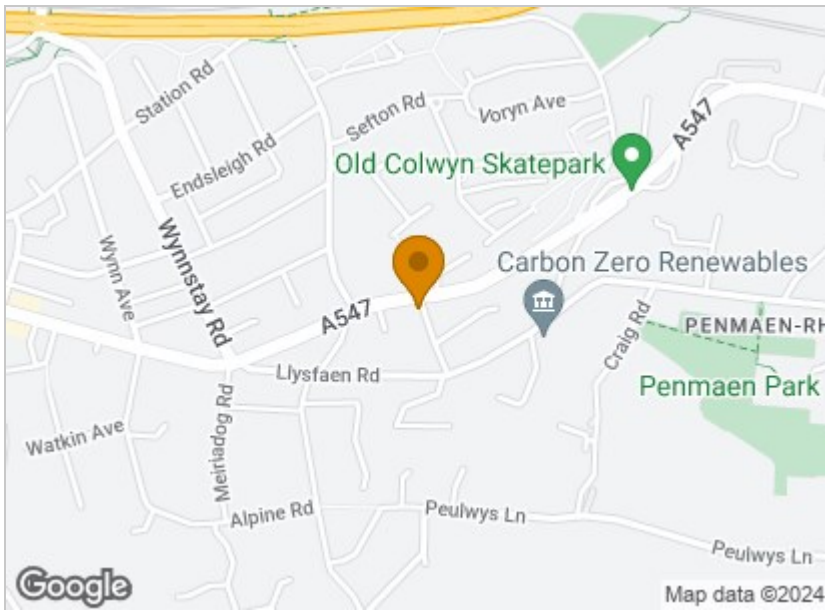 Station Rd
Sefton Rd
Voryn Ave
A547
Endsleigh Rd
Old Colwyn Skatepark
Wynn Ave
Wynnstay Rd
Carbon Zero Renewables
A547
Craig Rd
PENMAEN-RH
Llysfaen Rd
Penmaen Park
Meiriadog Rd
Watkin Ave
Alpine Rd
Peulwys Ln
Peulwys Ln
Google
Map data ©2024